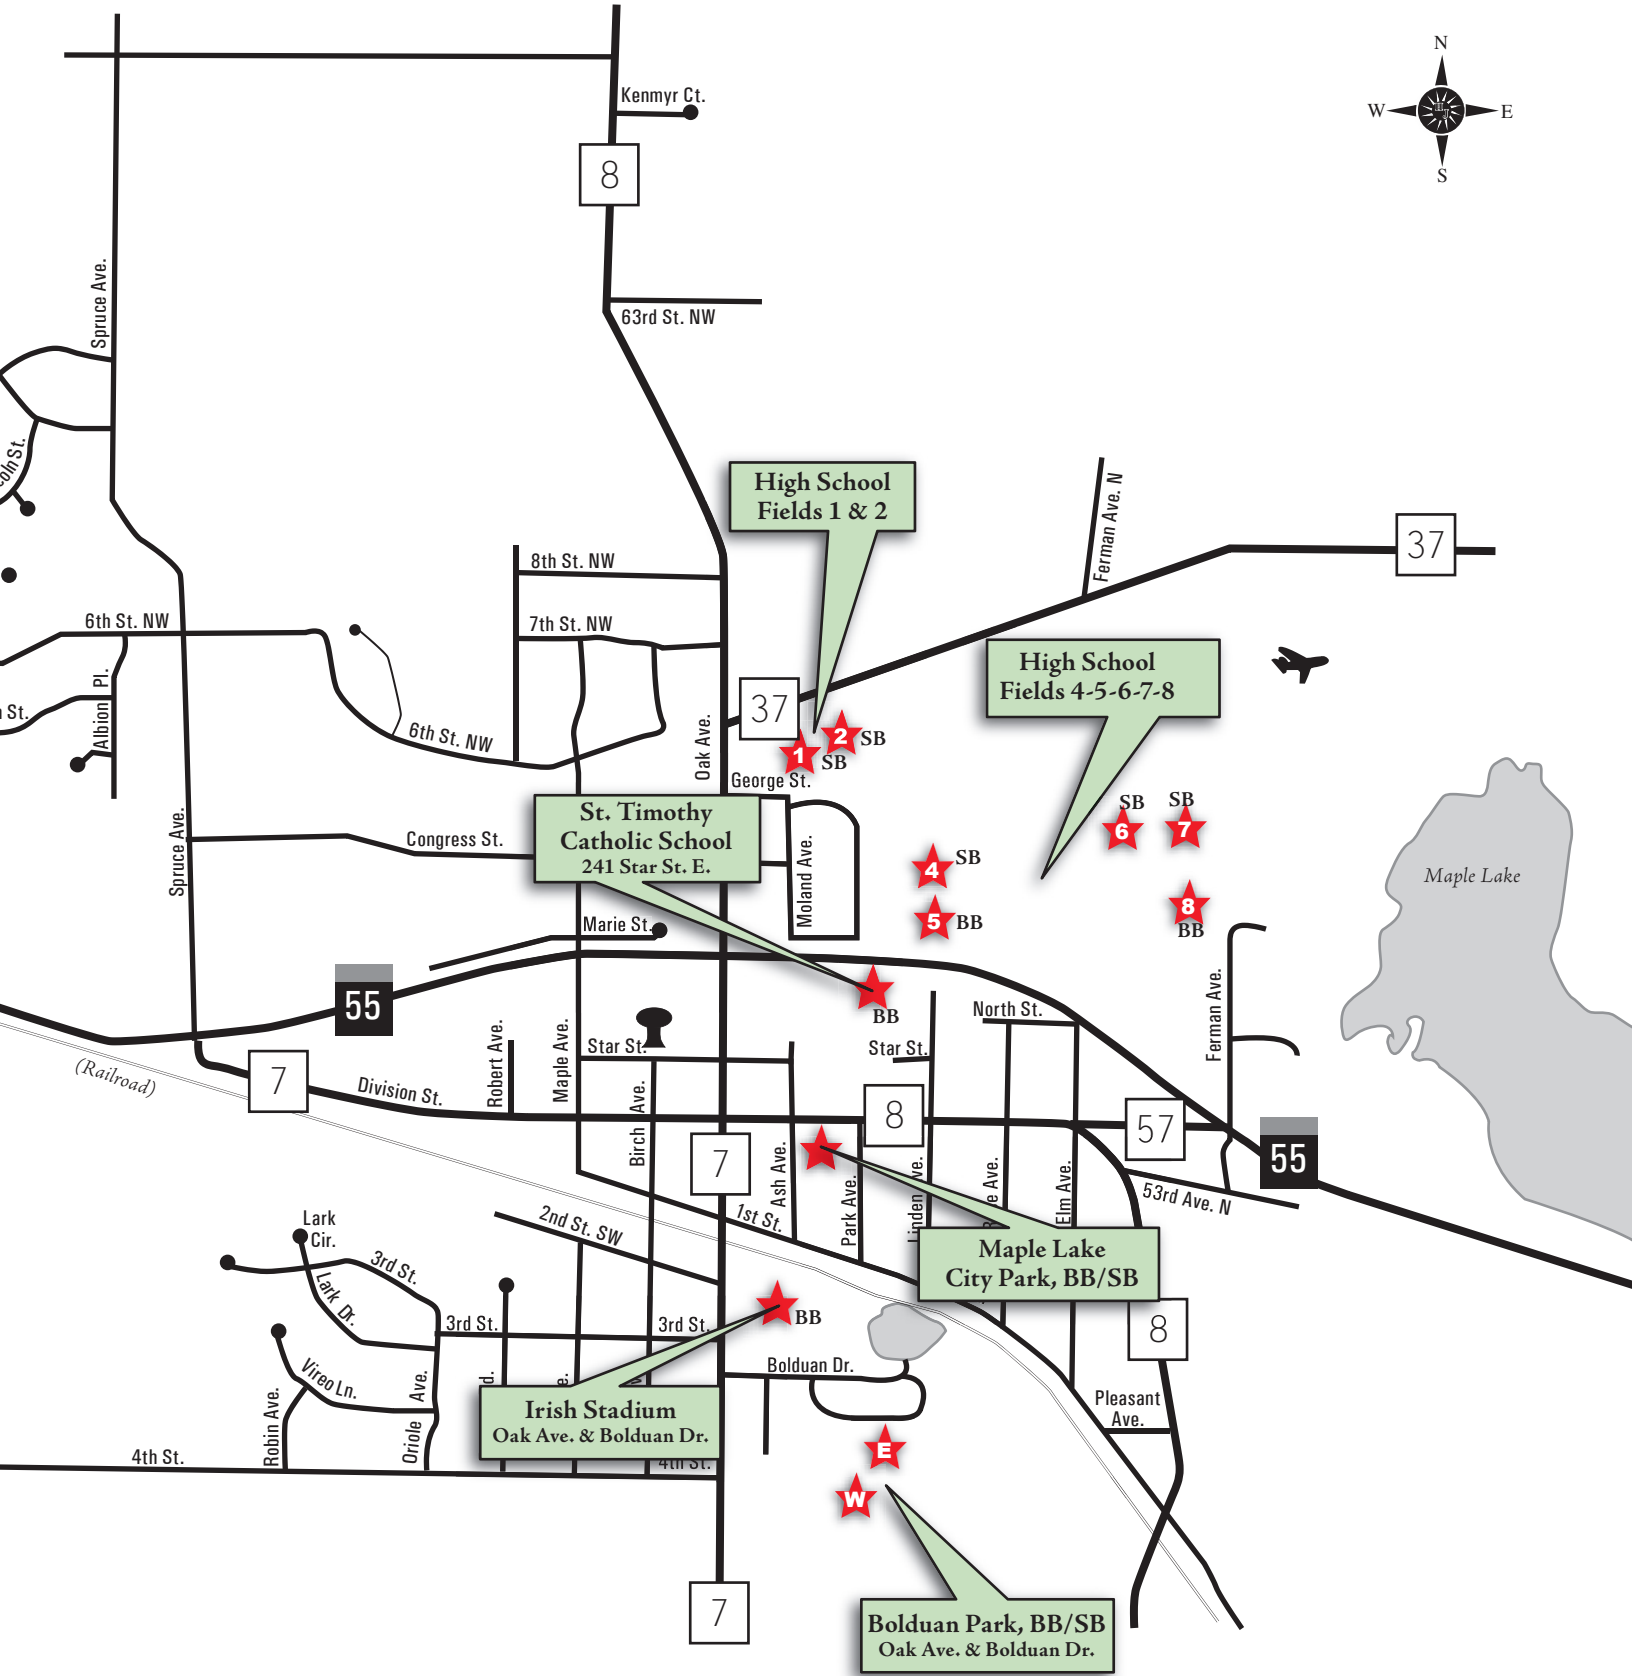 N
W
E
S
Kenmyr Ct.
8
Spruce Ave.
63rd St. NW
High School
Fields 1 & 2
Ferman Ave. N
37
8th St. NW
7th St. NW
6th St. NW
High School
Fields 4-5-6-7-8
Albion Pl.
St.
37
6th St. NW
Oak Ave.
2 SB
1 SB
George St.
St. Timothy
Catholic School
241 Star St. E.
SB
6
SB
7
Spruce Ave.
Congress St.
Moland Ave.
4 SB
5 BB
8
BB
Maple Lake
Marie St.
55
BB
North St.
Ferman Ave.
Star St.
Star St.
(Railroad)
7
Division St.
Robert Ave.
Maple Ave.
Birch Ave.
8
57
55
7
Ash Ave.
Park Ave.
Linden Ave.
Elm Ave.
53rd Ave. N
1st St.
2nd St. SW
Lark
Cir.
3rd St.
Lark Dr.
Maple Lake
City Park, BB/SB
BB
3rd St.
3rd St.
8
Vireo Ln.
Bolduan Dr.
Robin Ave.
Oriole Ave.
Irish Stadium
Oak Ave. & Bolduan Dr.
Pleasant
Ave.
4th St.
4th St.
E
W
7
Bolduan Park, BB/SB
Oak Ave. & Bolduan Dr.